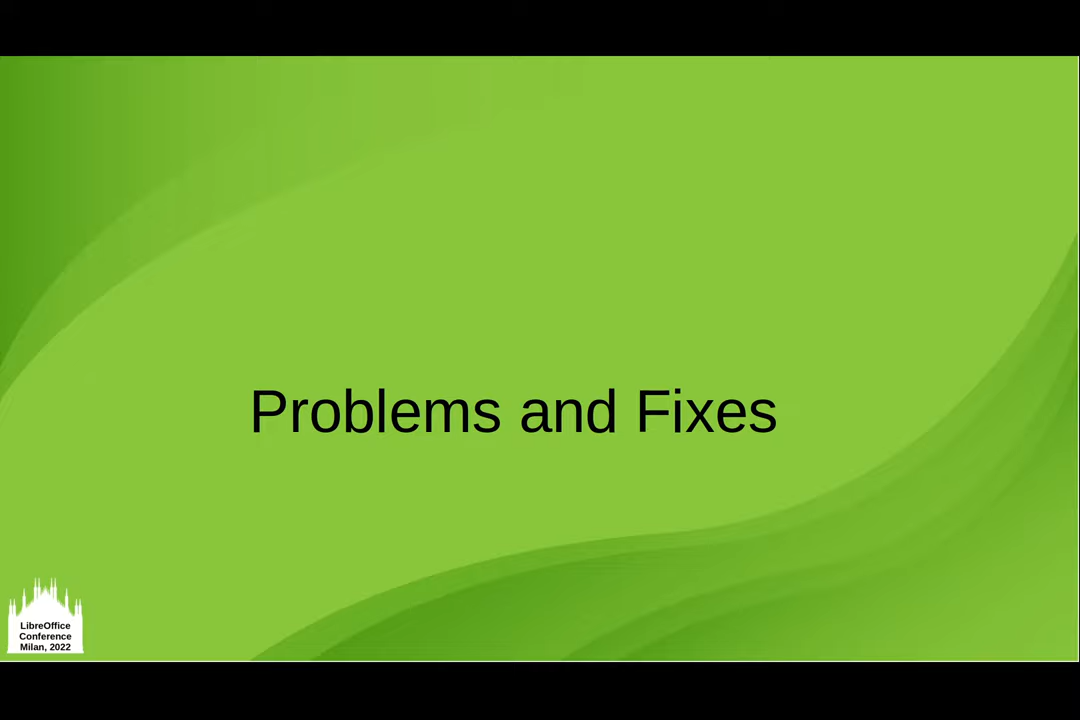 Problems and Fixes
LibreOffice
Conference
Milan, 2022